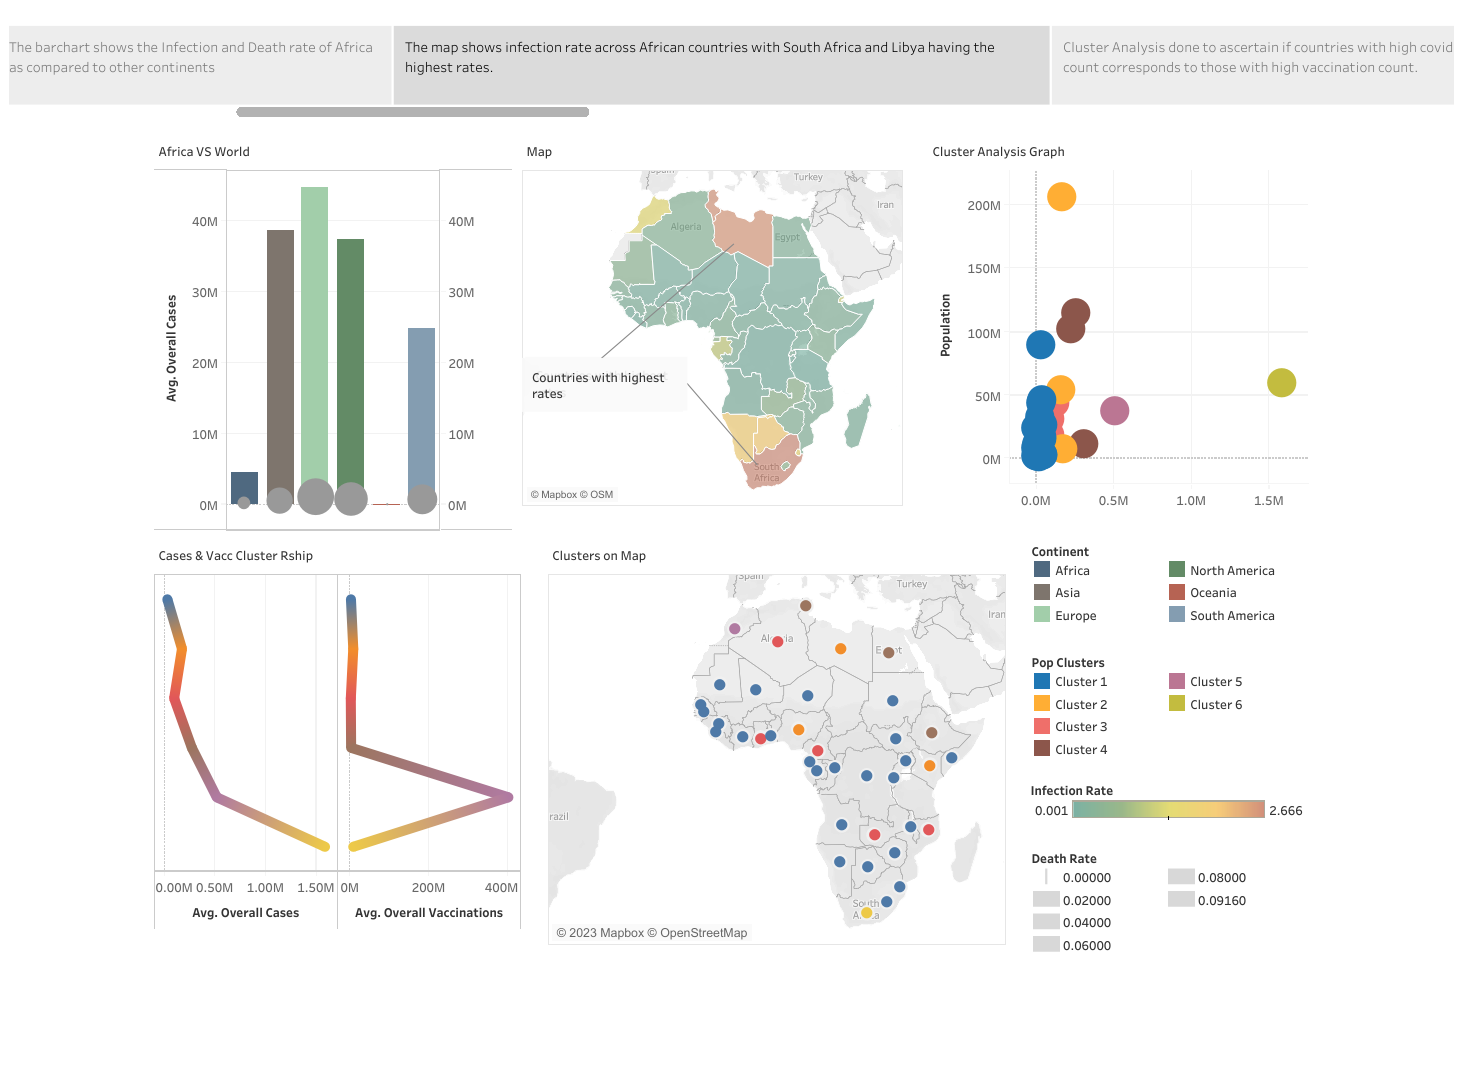 The barchart shows the Infection and Death rate of Africa
as compared to other continents
The map shows infection rate across African countries with South Africa and Libya having the
highest rates.
Cluster Analysis done to ascertain if countries with high covid
count corresponds to those with high vaccination count.
Africa VS World
Avg. Overall Cases
40M
30M
20M
10M
0M
40M
30M
20M
10M
0M
Map
Spain
Turkey
Iran
Algeria
Egypt
Countries with highest
rates
South
Africa
© Mapbox © OSM
Cluster Analysis Graph
Population
200M
150M
100M
50M
0M
0.0M 0.5M 1.0M 1.5M
Cases & Vacc Cluster Rship
0.00M 0.50M 1.00M 1.50M
Avg. Overall Cases
0M 200M 400M
Avg. Overall Vaccinations
Clusters on Map
Spain
Turkey
Iran
razil
South
© 2023 Mapbox © OpenStreetMap
Continent
Africa
Asia
Europe
North America
Oceania
South America
Pop Clusters
Cluster 1
Cluster 2
Cluster 3
Cluster 4
Cluster 5
Cluster 6
Infection Rate
0.001 2.666
Death Rate
0.00000
0.02000
0.04000
0.06000
0.08000
0.09160